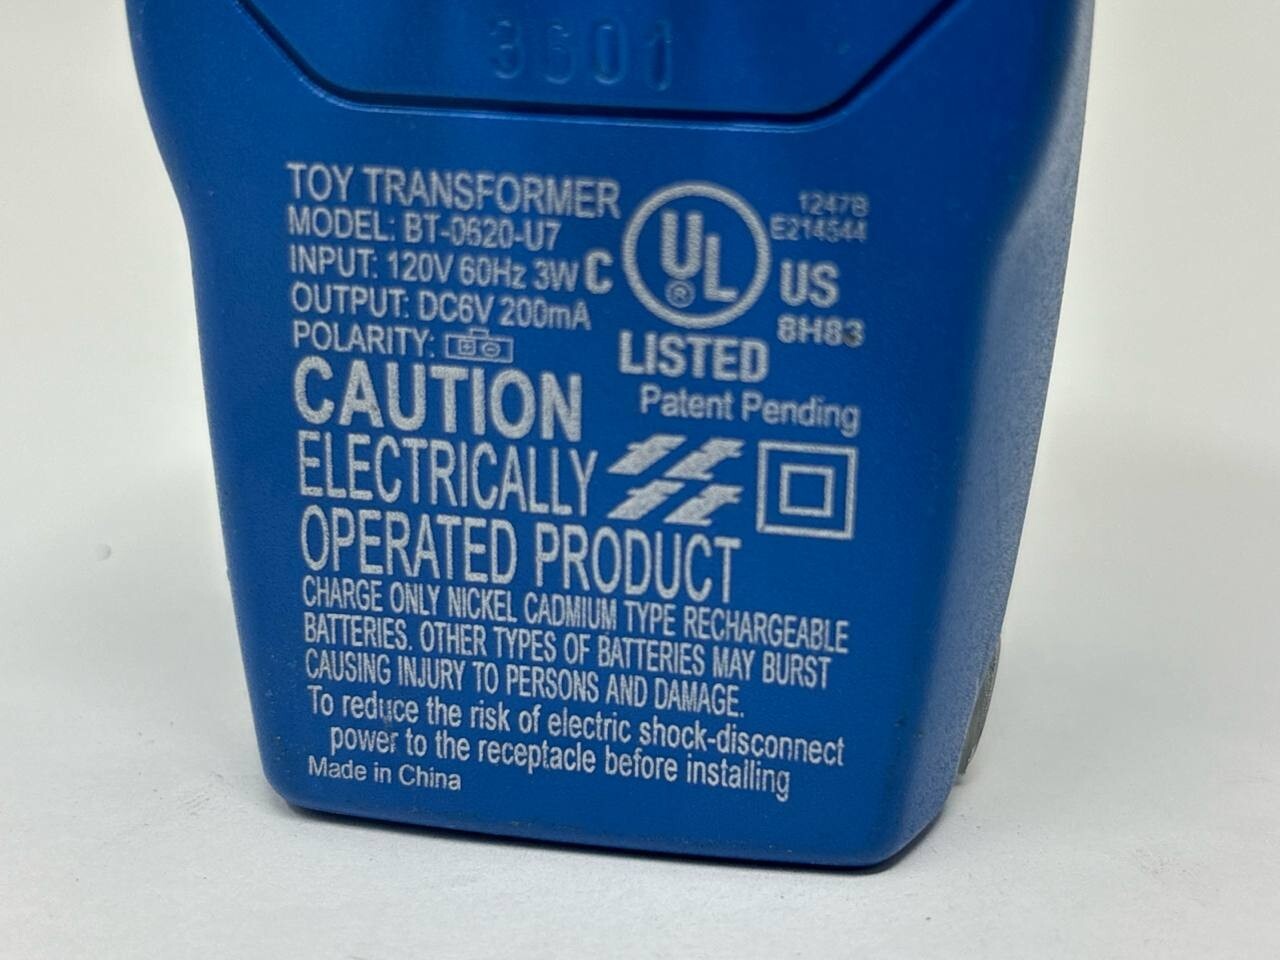 3601
TOY TRANSFORMER
MODEL: BT-0620-U7
INPUT: 120V 60Hz 3W
OUTPUT: DC6V 200mA
POLARITY: + -
C UL ® US
LISTED
1247B
E214544
8H83
Patent Pending
CAUTION
ELECTRICALLY
OPERATED PRODUCT
CHARGE ONLY NICKEL CADMIUM TYPE RECHARGEABLE
BATTERIES. OTHER TYPES OF BATTERIES MAY BURST
CAUSING INJURY TO PERSONS AND DAMAGE.
To reduce the risk of electric shock-disconnect
power to the receptacle before installing
Made in China